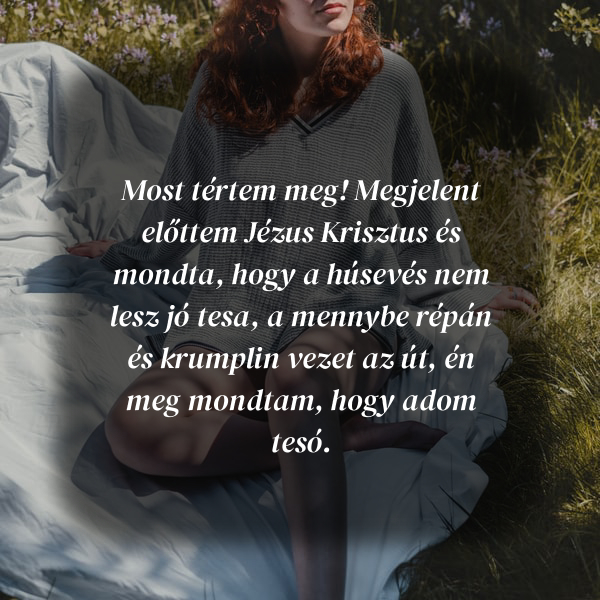 Most tértem meg! Megjelent
előttem Jézus Krisztus és
mondta, hogy a húsevés nem
lesz jó tesa, a mennybe répán
és krumplin vezet az út, én
meg mondtam, hogy adom
tesó.